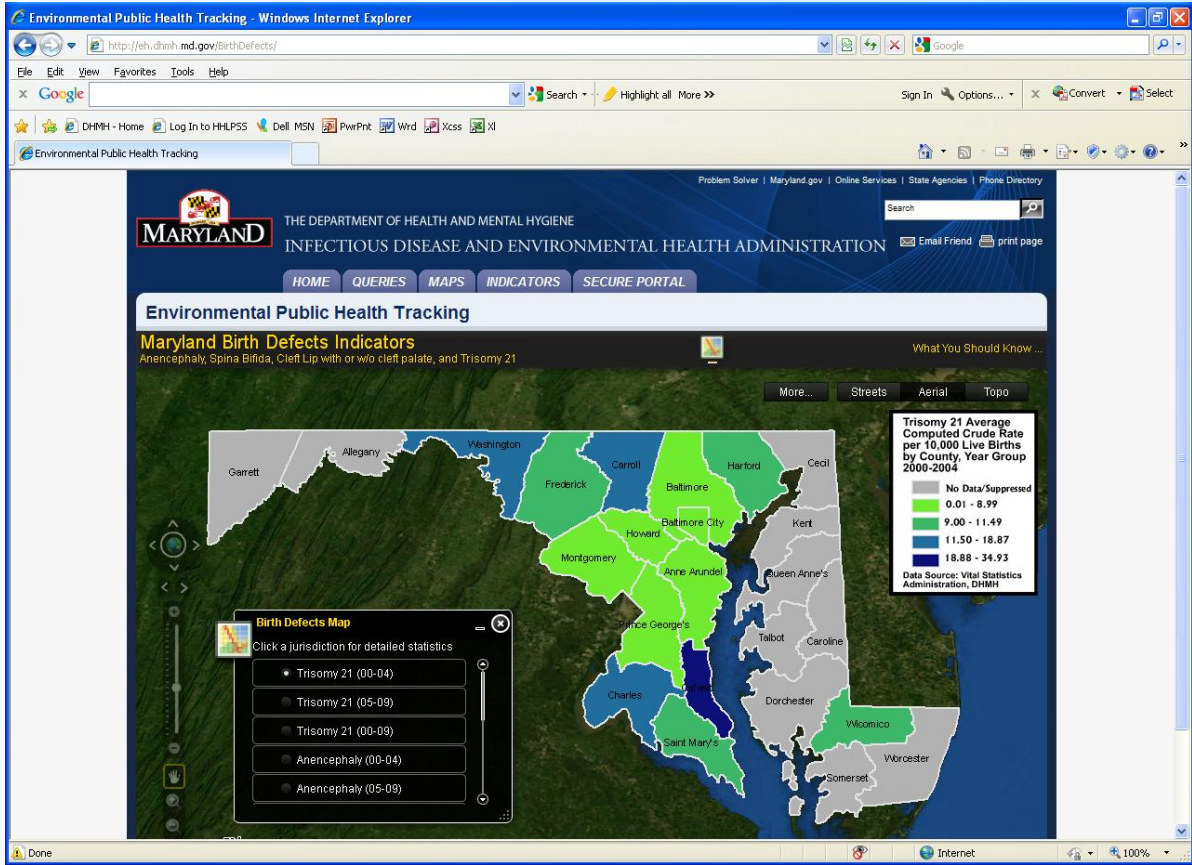 Environmental Public Health Tracking - Windows Internet Explorer
http://eh.dhmh.md.gov/BirthDefects/
Google
File Edit View Favorites Tools Help
x Google Search Highlight all More >> Sign In Options... x Convert Select
DHMH - Home Log In to HHLPSS Dell MSN PwrPnt Wrd Xcss Xl
Environmental Public Health Tracking
Problem Solver | Maryland.gov | Online Services | State Agencies | Phone Directory
Search
MARYLAND
THE DEPARTMENT OF HEALTH AND MENTAL HYGIENE
INFECTIOUS DISEASE AND ENVIRONMENTAL HEALTH ADMINISTRATION
Email Friend print page
HOME QUERIES MAPS INDICATORS SECURE PORTAL
Environmental Public Health Tracking
Maryland Birth Defects Indicators
Anencephaly, Spina Bifida, Cleft Lip with or w/o cleft palate, and Trisomy 21
What You Should Know ...
More... Streets Aerial Topo
Trisomy 21 Average
Computed Crude Rate
per 10,000 Live Births
by County, Year Group
2000-2004
No Data/Suppressed
0.01 - 8.99
9.00 - 11.49
11.50 - 18.87
18.88 - 34.93
Data Source: Vital Statistics
Administration, DHMH
Garrett
Allegany
Washington
Frederick
Carroll
Baltimore
Harford
Cecil
Baltimore City
Howard
Kent
Montgomery
Anne Arundel
Queen Anne's
Prince George's
Talbot
Caroline
Charles
Calvert
Dorchester
Saint Mary's
Wicomico
Worcester
Somerset
Birth Defects Map
Click a jurisdiction for detailed statistics
Trisomy 21 (00-04)
Trisomy 21 (05-09)
Trisomy 21 (00-09)
Anencephaly (00-04)
Anencephaly (05-09)
Done
Internet
100%